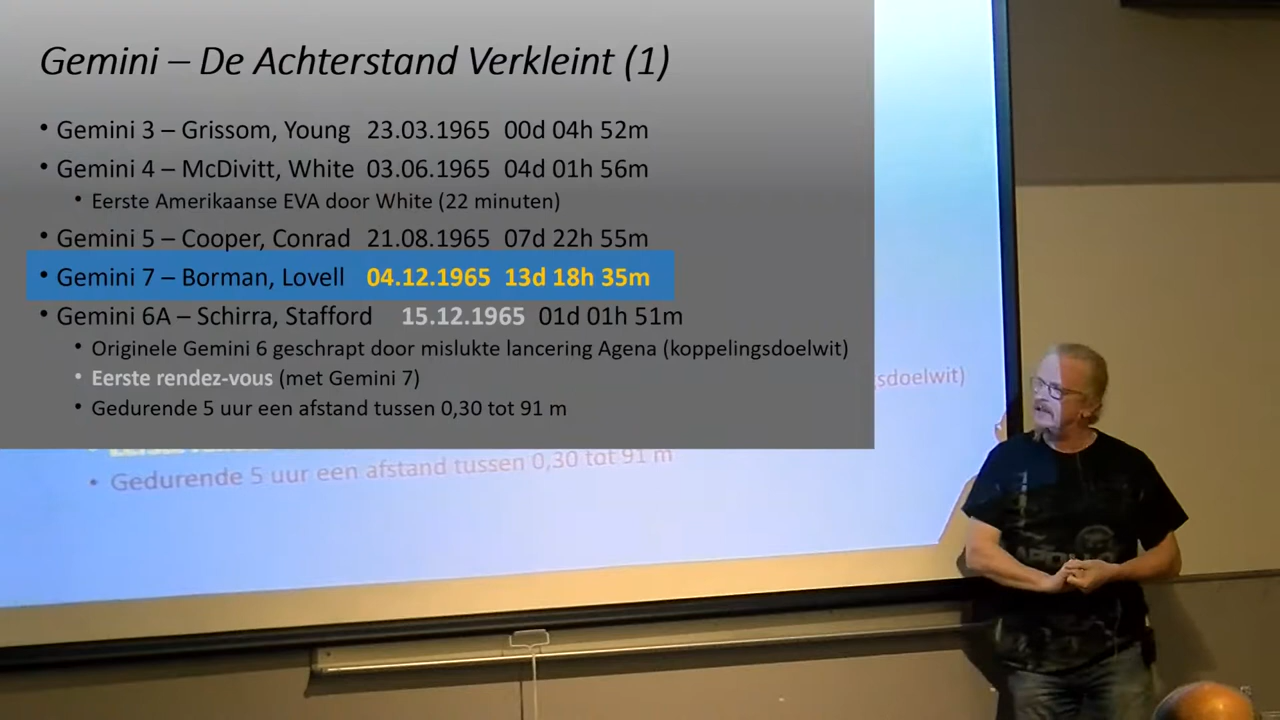 Gemini – De Achterstand Verkleint (1)
• Gemini 3 – Grissom, Young 23.03.1965 00d 04h 52m
• Gemini 4 – McDivitt, White 03.06.1965 04d 01h 56m
• Eerste Amerikaanse EVA door White (22 minuten)
• Gemini 5 – Cooper, Conrad 21.08.1965 07d 22h 55m
• Gemini 7 – Borman, Lovell 04.12.1965 13d 18h 35m
• Gemini 6A – Schirra, Stafford 15.12.1965 01d 01h 51m
• Originele Gemini 6 geschrapt door mislukte lancering Agena (koppelingsdoelwit)
• Eerste rendez-vous (met Gemini 7)
• Gedurende 5 uur een afstand tussen 0,30 tot 91 m
sdoelwit)
• Gedurende 5 uur een afstand tussen 0,30 tot 91 m